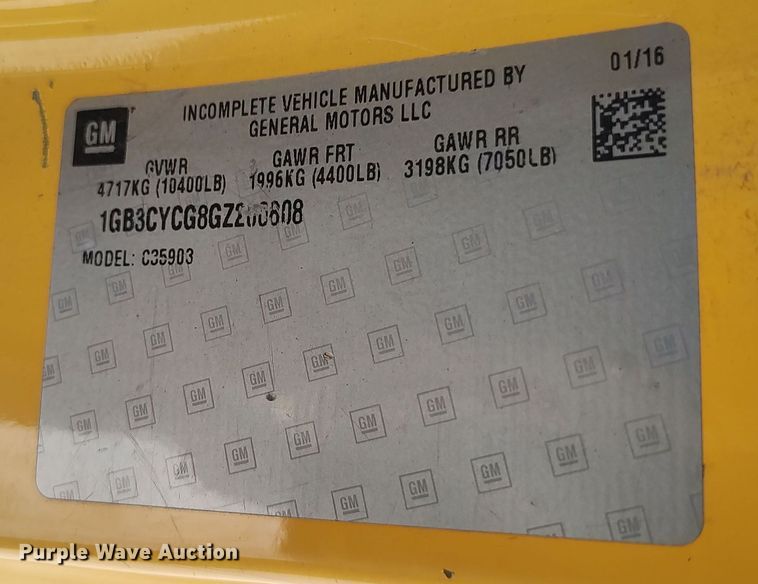 01/16
GM
INCOMPLETE VEHICLE MANUFACTURED BY
GENERAL MOTORS LLC
GVWR GAWR FRT GAWR RR
4717KG (10400LB) 1996KG (4400LB) 3198KG (7050LB)
MODEL: C35903
Purple Wave Auction